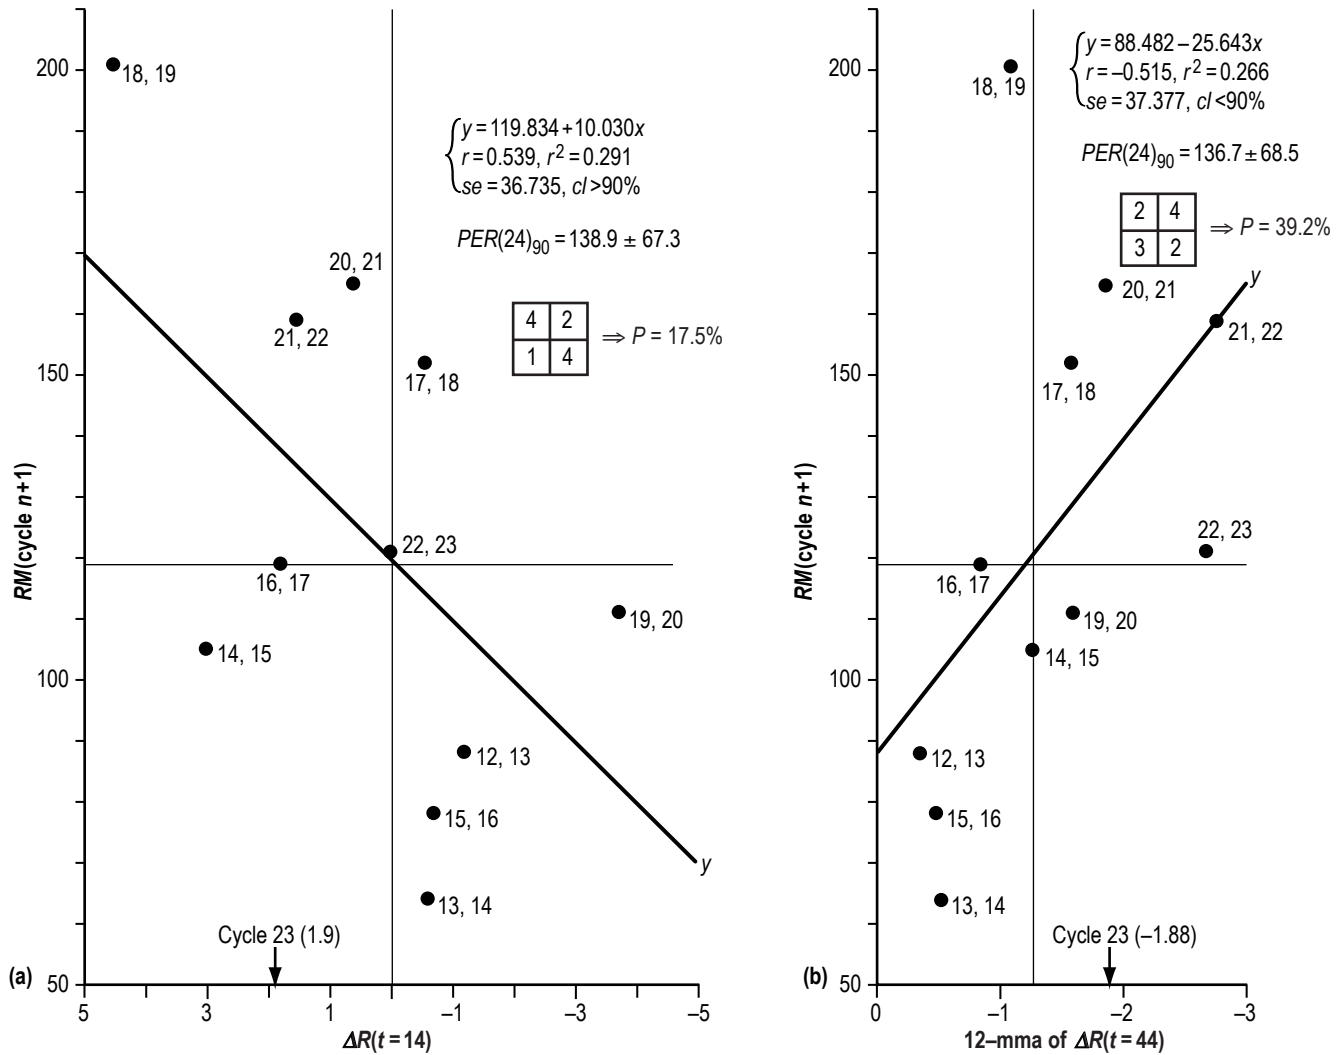 200
150
100
50
RM(cycle n+1)
18, 19
y = 119.834 + 10.030x
r = 0.539, r² = 0.291
se = 36.735, cl >90%
PER(24)₉₀ = 138.9 ± 67.3
4 2
1 4
⇒ P = 17.5%
20, 21
21, 22
17, 18
22, 23
16, 17
19, 20
14, 15
12, 13
15, 16
13, 14
y
Cycle 23 (1.9)
(a)
5 3 1 –1 –3 –5
ΔR(t = 14)
200
150
100
50
RM(cycle n+1)
y = 88.482 – 25.643x
r = –0.515, r² = 0.266
se = 37.377, cl <90%
PER(24)₉₀ = 136.7 ± 68.5
2 4
3 2
⇒ P = 39.2%
18, 19
y
20, 21
21, 22
17, 18
22, 23
16, 17
19, 20
14, 15
12, 13
15, 16
13, 14
Cycle 23 (–1.88)
(b)
0 –1 –2 –3
12–mma of ΔR(t = 44)